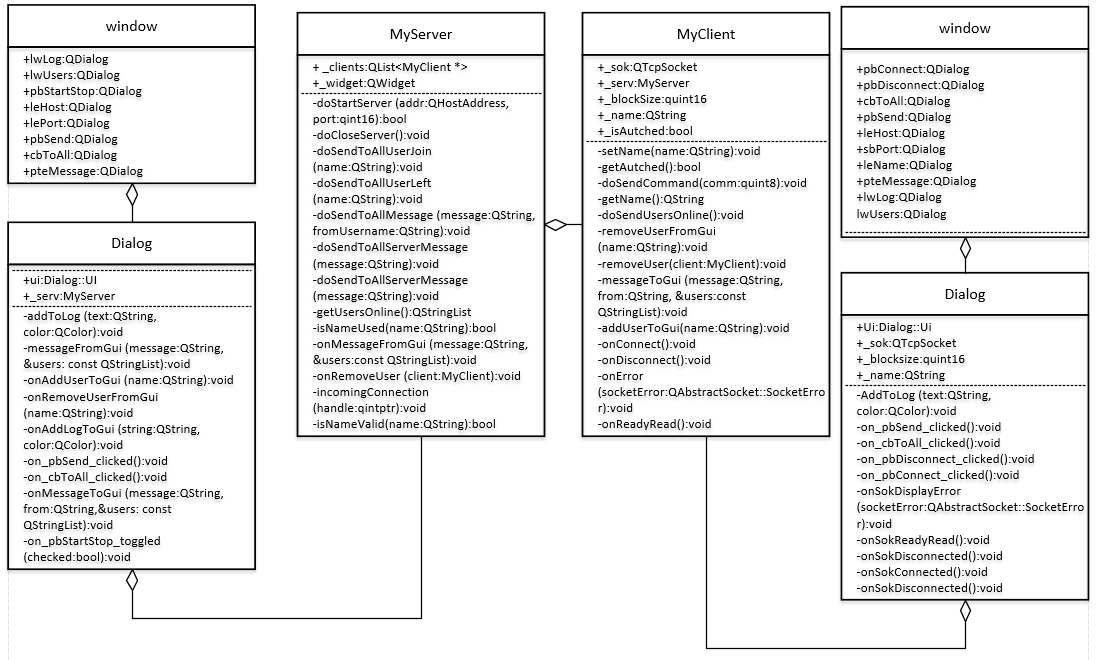 window
+lwLog:QDialog
+lwUsers:QDialog
+pbStartStop:QDialog
+leHost:QDialog
+lePort:QDialog
+pbSend:QDialog
+cbToAll:QDialog
+pteMessage:QDialog
Dialog
+ui:Dialog::UI
+_serv:MyServer
-addToLog (text:QString,
color:QColor):void
-messageFromGui (message:QString,
&users: const QStringList):void
-onAddUserToGui (name:QString):void
-onRemoveUserFromGui
(name:QString):void
-onAddLogToGui (string:QString,
color:QColor):void
-on_pbSend_clicked():void
-on_cbToAll_clicked():void
-onMessageToGui (message:QString,
from:QString,&users: const
QStringList):void
-on_pbStartStop_toggled
(checked:bool):void
MyServer
+ _clients:QList<MyClient *>
+_widget:QWidget
-doStartServer (addr:QHostAddress,
port:qint16):bool
-doCloseServer():void
-doSendToAllUserJoin
(name:QString):void
-doSendToAllUserLeft
(name:QString):void
-doSendToAllMessage (message:QString,
fromUsername:QString):void
-doSendToAllServerMessage
(message:QString):void
-doSendToAllServerMessage
(message:QString):void
-getUsersOnline():QStringList
-isNameUsed(name:QString):bool
-onMessageFromGui (message:QString,
&users:const QStringList):void
-onRemoveUser (client:MyClient):void
-incomingConnection
(handle:qintptr):void
-isNameValid(name:QString):bool
MyClient
+_sok:QTcpSocket
+_serv:MyServer
+_blockSize:quint16
+_name:QString
+_isAutched:bool
-setName(name:QString):void
-getAutched():bool
-doSendCommand(comm:quint8):void
-getName():QString
-doSendUsersOnline():void
-removeUserFromGui
(name:QString):void
-removeUser(client:MyClient):void
-messageToGui (message:QString,
from:QString, &users:const
QStringList):void
-addUserToGui(name:QString):void
-onConnect():void
-onDisconnect():void
-onError
(socketError:QAbstractSocket::SocketErro
r):void
-onReadyRead():void
window
+pbConnect:QDialog
+pbDisconnect:QDialog
+cbToAll:QDialog
+pbSend:QDialog
+leHost:QDialog
+sbPort:QDialog
+leName:QDialog
+pteMessage:QDialog
+lwLog:QDialog
lwUsers:QDialog
Dialog
+Ui:Dialog::Ui
+_sok:QTcpSocket
+_blocksize:quint16
+_name:QString
-AddToLog (text:QString,
color:QColor):void
-on_pbSend_clicked():void
-on_cbToAll_clicked():void
-on_pbDisconnect_clicked():void
-on_pbConnect_clicked():void
-onSokDisplayError
(socketError:QAbstractSocket::SocketErro
r):void
-onSokReadyRead():void
-onSokDisconnected():void
-onSokConnected():void
-onSokDisconnected():void